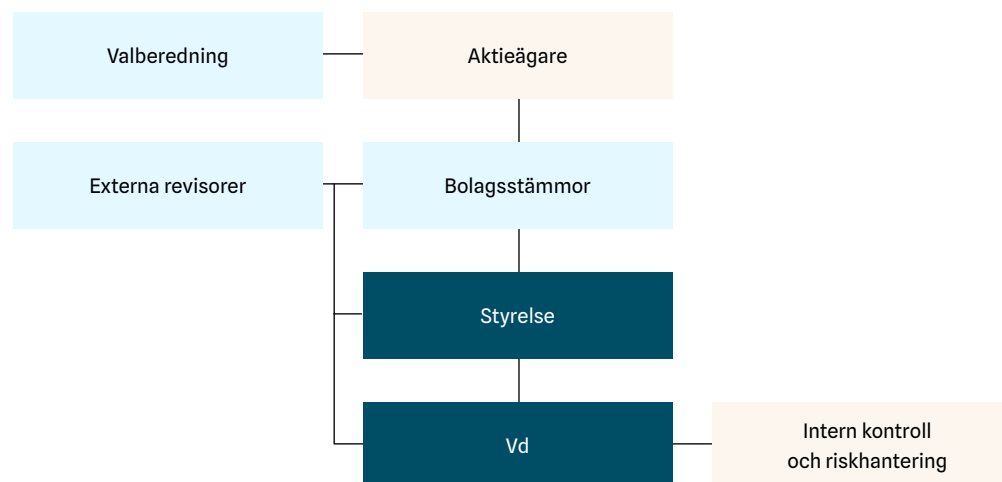 Valberedning
Aktieägare
Externa revisorer
Bolagsstämmor
Styrelse
Vd
Intern kontroll
och riskhantering